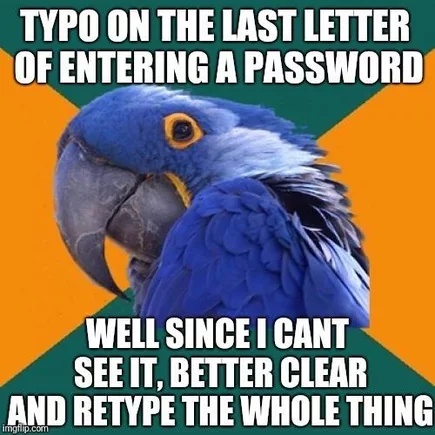 TYPO ON THE LAST LETTER
OF ENTERING A PASSWORD
WELL SINCE I CANT
SEE IT, BETTER CLEAR
AND RETYPE THE WHOLE THING
imgflip.com